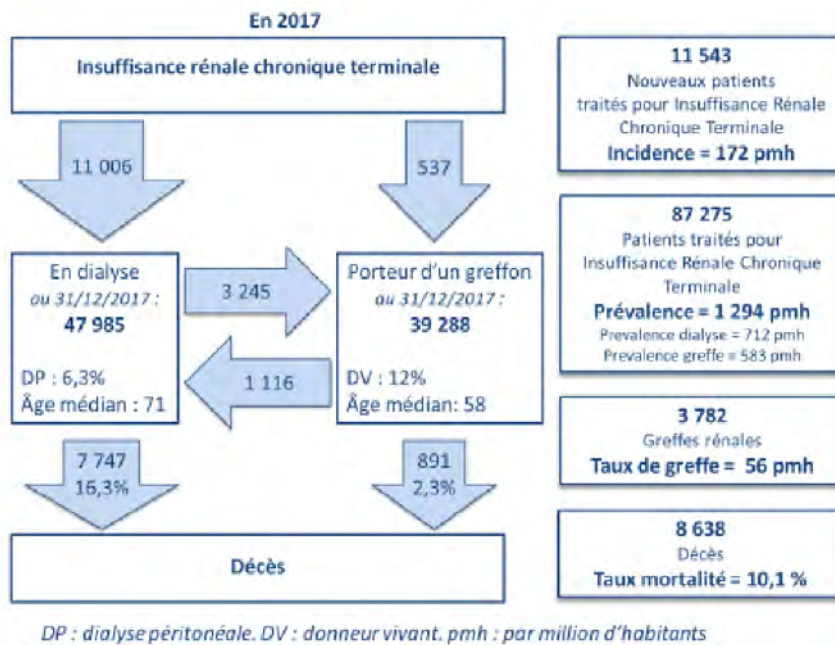 En 2017
Insuffisance rénale chronique terminale
11 006
537
En dialyse
au 31/12/2017 :
47 985
DP : 6,3%
Âge médian : 71
3 245
1 116
Porteur d'un greffon
au 31/12/2017 :
39 288
DV : 12%
Âge médian: 58
7 747
16,3%
891
2,3%
Décès
11 543
Nouveaux patients
traités pour Insuffisance Rénale
Chronique Terminale
Incidence = 172 pmh
87 275
Patients traités pour
Insuffisance Rénale Chronique
Terminale
Prévalence = 1 294 pmh
Prevalence dialyse = 712 pmh
Prevalence greffe = 583 pmh
3 782
Greffes rénales
Taux de greffe = 56 pmh
8 638
Décès
Taux mortalité = 10,1 %
DP : dialyse péritonéale. DV : donneur vivant. pmh : par million d'habitants